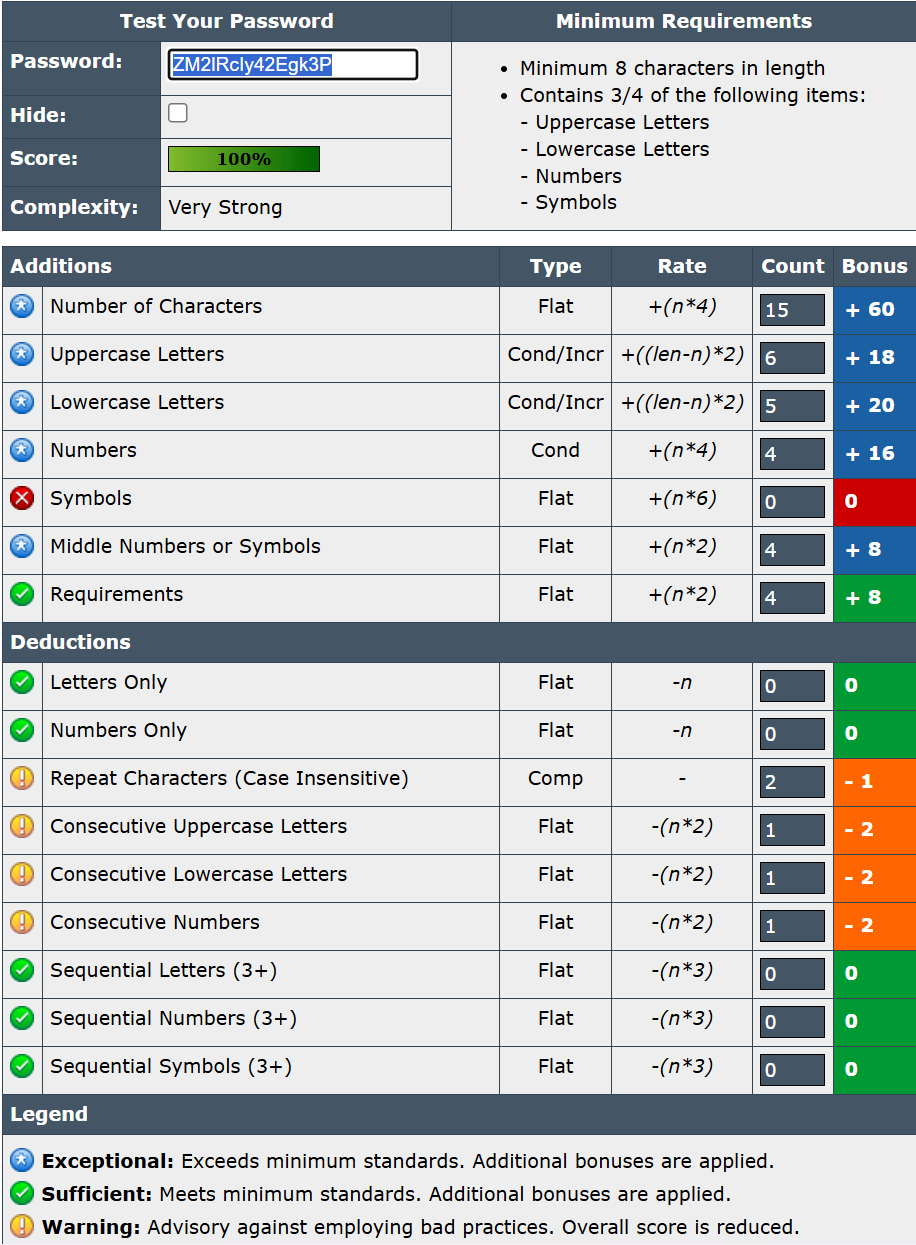 Test Your Password
Minimum Requirements
Password:
ZM2lRcIy42Egk3P
Hide:
Score:
100%
Complexity:
Very Strong
• Minimum 8 characters in length
• Contains 3/4 of the following items:
- Uppercase Letters
- Lowercase Letters
- Numbers
- Symbols
Additions Type Rate Count Bonus
Number of Characters Flat +(n*4) 15 + 60
Uppercase Letters Cond/Incr +((len-n)*2) 6 + 18
Lowercase Letters Cond/Incr +((len-n)*2) 5 + 20
Numbers Cond +(n*4) 4 + 16
Symbols Flat +(n*6) 0 0
Middle Numbers or Symbols Flat +(n*2) 4 + 8
Requirements Flat +(n*2) 4 + 8
Deductions
Letters Only Flat -n 0 0
Numbers Only Flat -n 0 0
Repeat Characters (Case Insensitive) Comp - 2 - 1
Consecutive Uppercase Letters Flat -(n*2) 1 - 2
Consecutive Lowercase Letters Flat -(n*2) 1 - 2
Consecutive Numbers Flat -(n*2) 1 - 2
Sequential Letters (3+) Flat -(n*3) 0 0
Sequential Numbers (3+) Flat -(n*3) 0 0
Sequential Symbols (3+) Flat -(n*3) 0 0
Legend
Exceptional: Exceeds minimum standards. Additional bonuses are applied.
Sufficient: Meets minimum standards. Additional bonuses are applied.
Warning: Advisory against employing bad practices. Overall score is reduced.